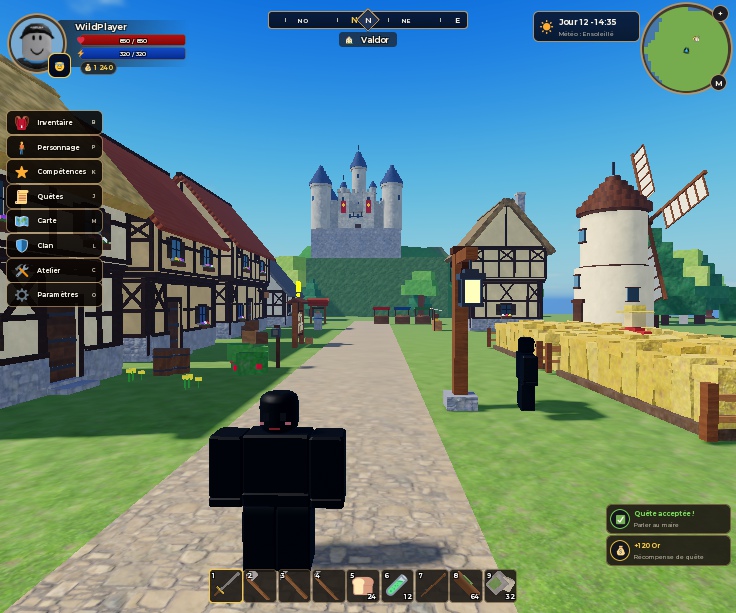 WildPlayer
650 / 650
320 / 320
1 240
NO
N
N
NE
E
Valdor
Jour 12 - 14:35
Météo : Ensoleillé
+
M
Inventaire B
Personnage P
Compétences K
Quêtes J
Carte M
Clan L
Atelier C
Paramètres O
Quête acceptée !
Parler au maire
+120 Or
Récompense de quête
1
2
3
4
5
24
6
12
7
8
64
9
32